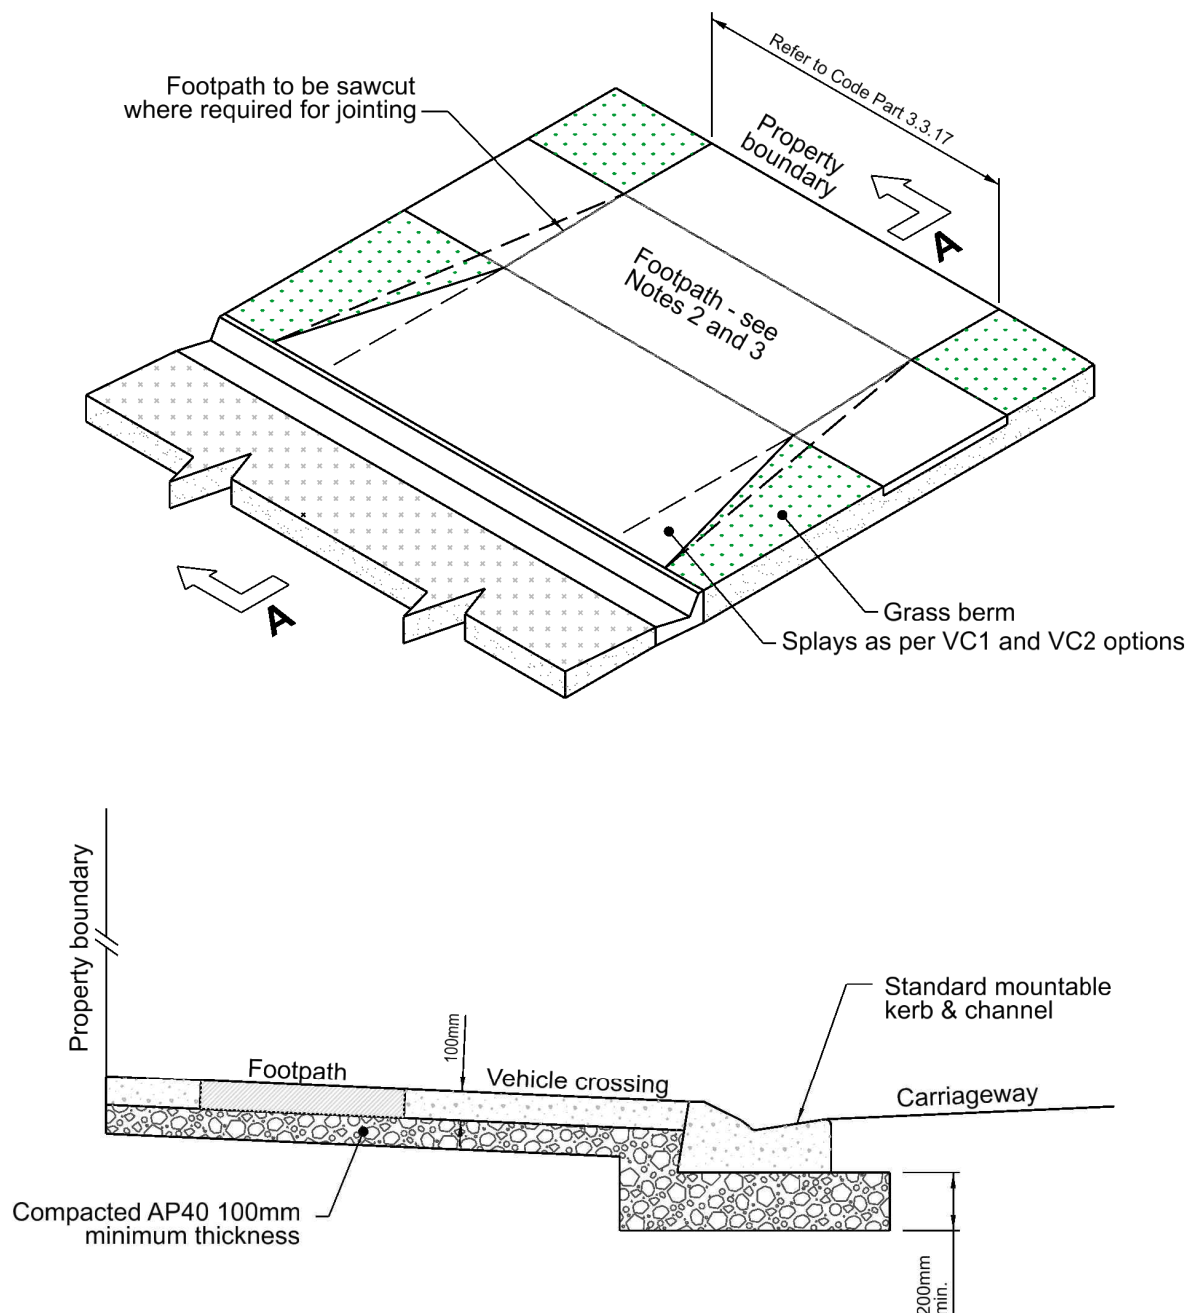 Refer to Code Part 3.3.17
Footpath to be sawcut
where required for jointing
Property
boundary
A
Footpath - see
Notes 2 and 3
A
Grass berm
Splays as per VC1 and VC2 options
Property boundary
Standard mountable
kerb & channel
100mm
Footpath
Vehicle crossing
Carriageway
Compacted AP40 100mm
minimum thickness
200mm
min.